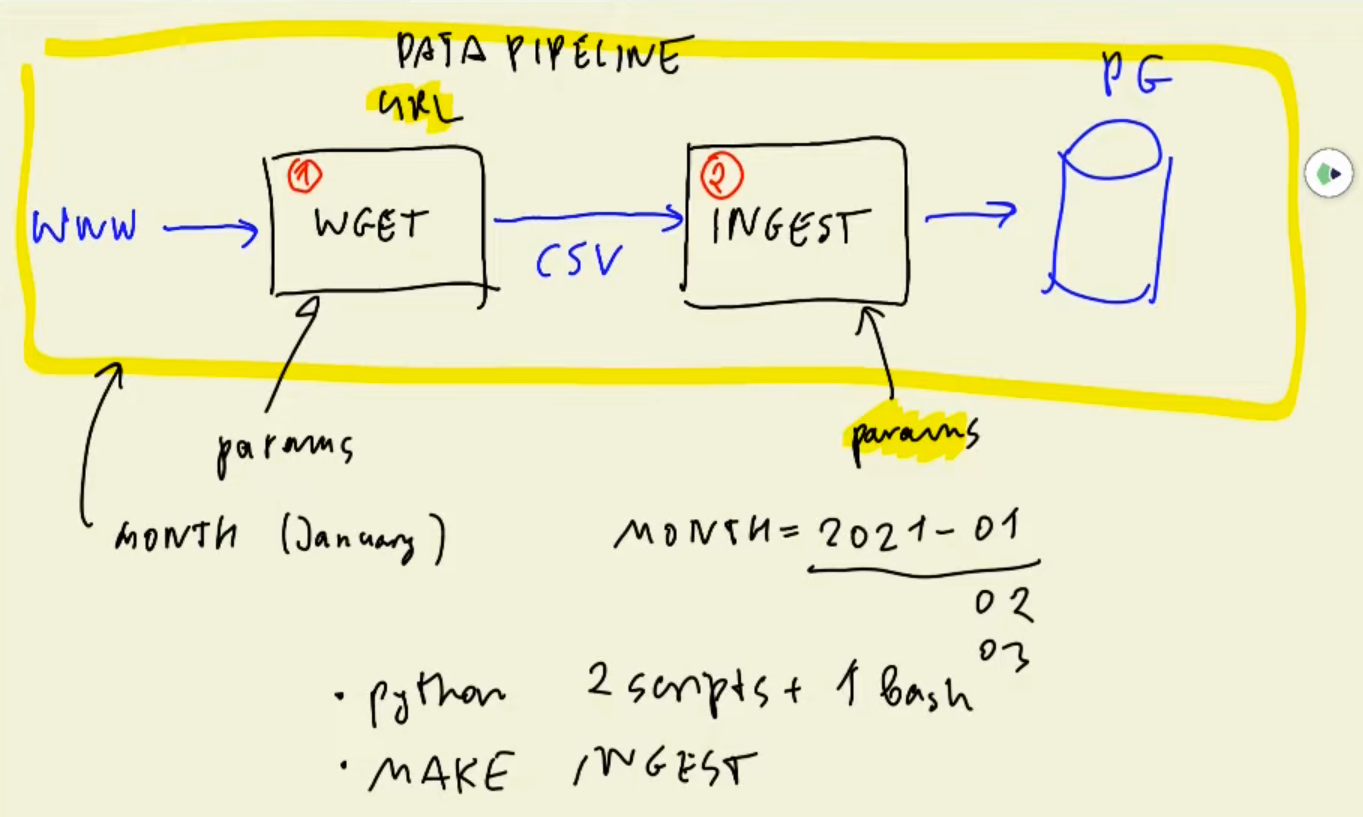 DATA PIPELINE
URL
PG
①
WGET
②
INGEST
WWW
CSV
params
params
MONTH (January)
MONTH = 2021-01
02
03
· python 2 scripts + 1 bash
· MAKE INGEST